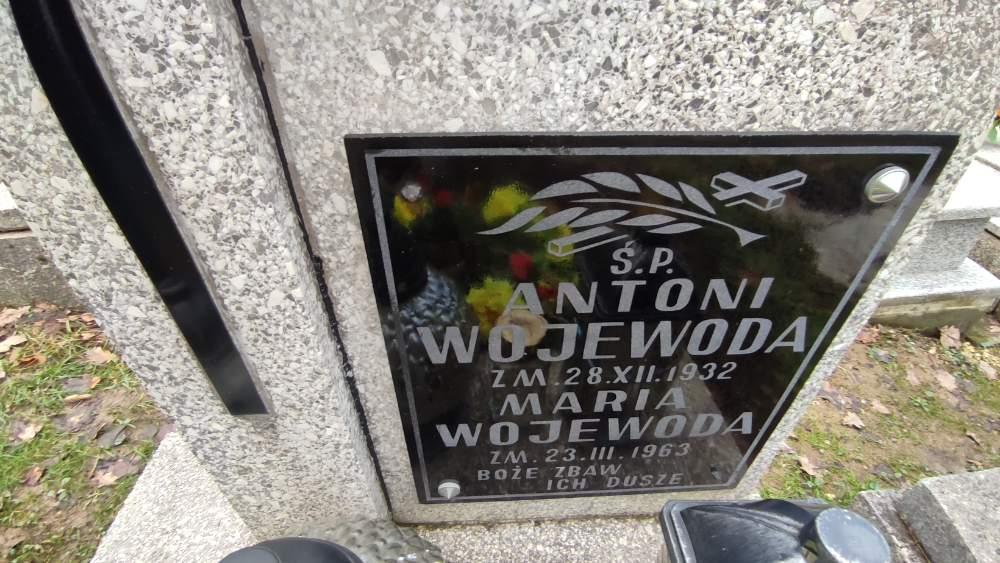 Ś.P.
ANTONI
WOJEWODA
ZM. 28.XII.1932
MARIA
WOJEWODA
ZM. 23.III.1963
BOŻE ZBAW
ICH DUSZE